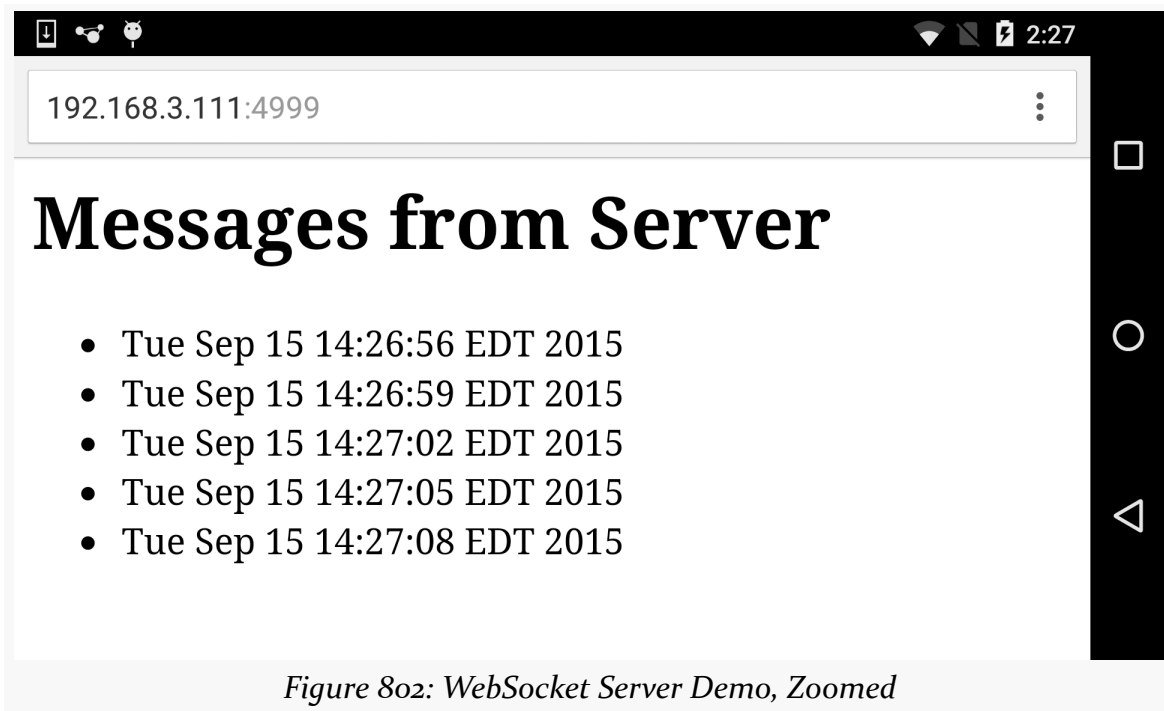 2:27
192.168.3.111:4999
Messages from Server
• Tue Sep 15 14:26:56 EDT 2015
• Tue Sep 15 14:26:59 EDT 2015
• Tue Sep 15 14:27:02 EDT 2015
• Tue Sep 15 14:27:05 EDT 2015
• Tue Sep 15 14:27:08 EDT 2015
Figure 802: WebSocket Server Demo, Zoomed